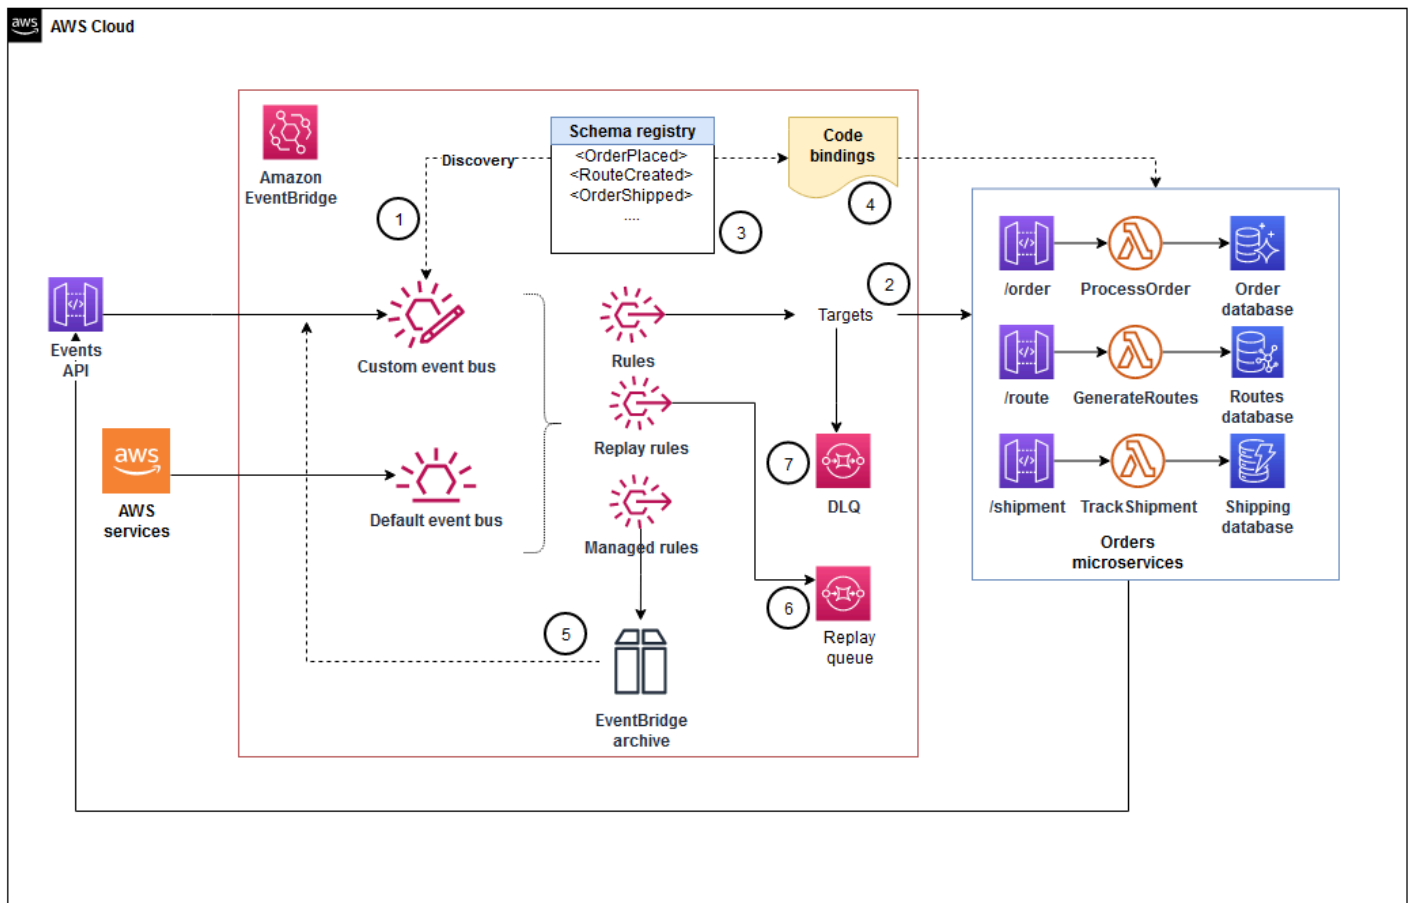 aws
AWS Cloud
Amazon
EventBridge
Schema registry
<OrderPlaced>
<RouteCreated>
<OrderShipped>
....
Discovery
Code
bindings
1
3
4
2
Events
API
Custom event bus
Rules
Targets
Replay rules
aws
AWS
services
Default event bus
Managed rules
7
DLQ
6
Replay
queue
5
EventBridge
archive
/order
ProcessOrder
Order
database
/route
GenerateRoutes
Routes
database
/shipment
TrackShipment
Shipping
database
Orders
microservices